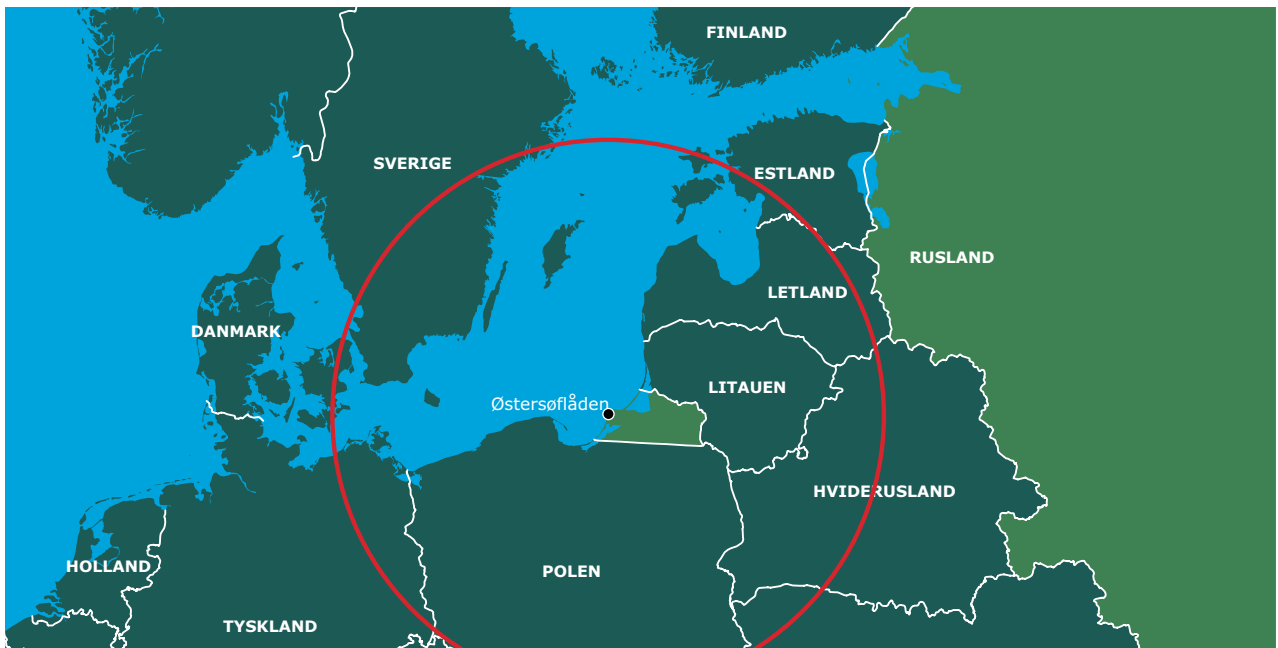 FINLAND
SVERIGE
ESTLAND
RUSLAND
LETLAND
DANMARK
LITAUEN
Østersøflåden
HVIDERUSLAND
HOLLAND
POLEN
TYSKLAND